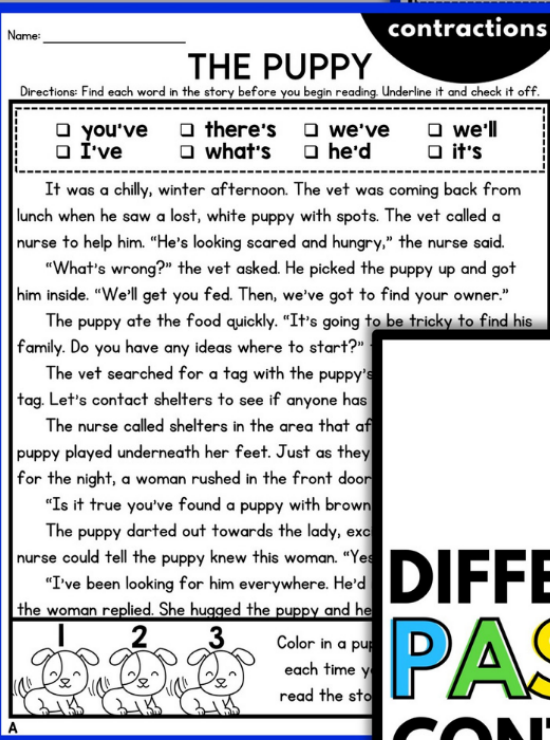 contractions
Name:
THE PUPPY
Directions: Find each word in the story before you begin reading. Underline it and check it off.
you've there's we've we'll
I've what's he'd it's
It was a chilly, winter afternoon. The vet was coming back from
lunch when he saw a lost, white puppy with spots. The vet called a
nurse to help him. “He's looking scared and hungry,” the nurse said.
“What's wrong?” the vet asked. He picked the puppy up and got
him inside. “We'll get you fed. Then, we've got to find your owner.”
The puppy ate the food quickly. “It's going to be tricky to find his
family. Do you have any ideas where to start?”
The vet searched for a tag with the puppy's
tag. Let's contact shelters to see if anyone has
The nurse called shelters in the area that
puppy played underneath her feet. Just as they
for the night, a woman rushed in the front door
“Is it true you've found a puppy with brown
The puppy darted out towards the lady,
nurse could tell the puppy knew this woman.
“I've been looking for him everywhere. He'd
the woman replied. She hugged the puppy and he
1 2 3
Color in a
each time
read the
A
DIFFE
PAS
CONT